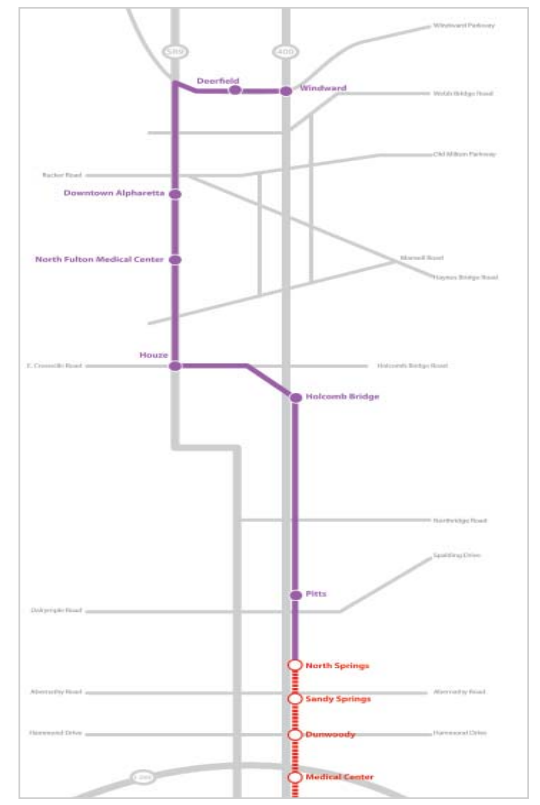 Windward Parkway
589
400
Deerfield
Windward
Webb Bridge Road
Old Milton Parkway
Rucker Road
Downtown Alpharetta
North Fulton Medical Center
Mansell Road
Haynes Bridge Road
Houze
E. Crossville Road
Holcomb Bridge Road
Holcomb Bridge
Northridge Road
Spalding Drive
Pitts
Dalrymple Road
North Springs
Abernathy Road
Abernathy Road
Sandy Springs
Hammond Drive
Dunwoody
Hammond Drive
Medical Center